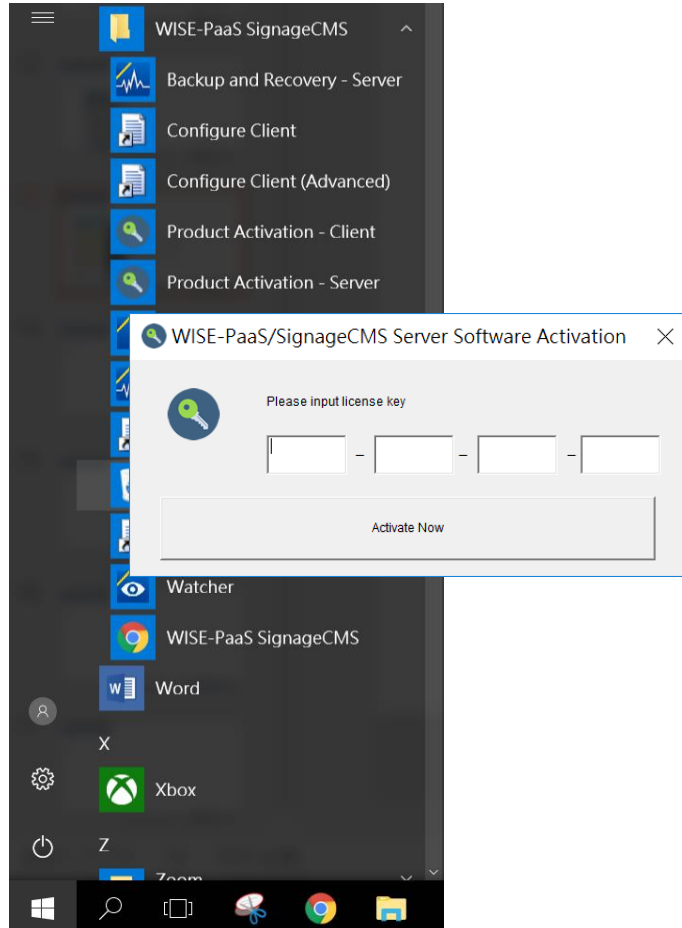 WISE-PaaS SignageCMS
Backup and Recovery - Server
Configure Client
Configure Client (Advanced)
Product Activation - Client
Product Activation - Server
WISE-PaaS/SignageCMS Server Software Activation
Please input license key
– – –
Activate Now
Watcher
WISE-PaaS SignageCMS
W
Word
X
Xbox
Z
Zoom